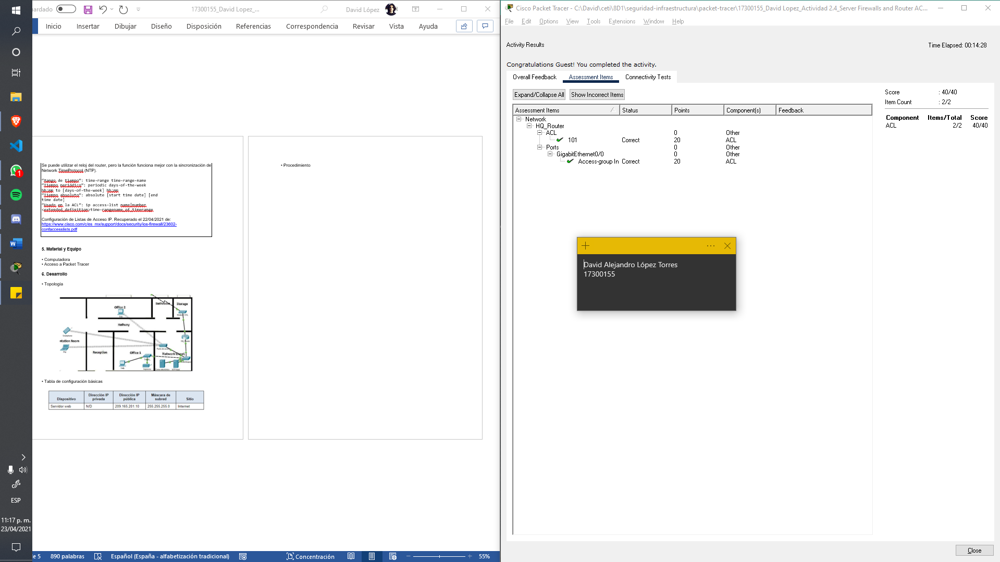 ardado
17300155_David Lopez_...
David López
Inicio
Insertar
Dibujar
Diseño
Disposición
Referencias
Correspondencia
Revisar
Vista
Ayuda
Se puede utilizar el reloj del router, pero la función funciona mejor con la sincronización de
Network TimeProtocol (NTP).
“Rango de tiempo”: time-range time-range-name
“Tiempo periódico”: periodic days-of-the-week
hh:mm to [days-of-the-week] hh:mm
“Tiempo absoluto”: absolute [start time date] [end
time date]
“Usado en la ACL”: ip access-list name|number
<extended_definition>time-rangename_of_timerange
Configuración de Listas de Acceso IP. Recuperado el 22/04/2021 de:
https://www.cisco.com/c/es_mx/support/docs/security/ios-firewall/23602-
confaccesslists.pdf
5. Material y Equipo
• Computadora
• Acceso a Packet Tracer
6. Desarrollo
• Topología
Office 2
Bathroom
Storage
Hallway
ntation Room
Reception
Office 1
Network Closet
• Tabla de configuración básicas
Dispositivo
Dirección IP privada
Dirección IP pública
Máscara de subred
Sitio
Servidor web
N/D
209.165.201.10
255.255.255.0
Internet
• Procedimiento
e 5
890 palabras
Español (España - alfabetización tradicional)
Concentración
55%
1
ESP
11:17 p. m.
23/04/2021
Cisco Packet Tracer - C:\David\ceti\8D1\seguridad-infraestructura\packet-tracer\17300155_David Lopez_Actividad 2.4_Server Firewalls and Router AC...
File
Edit
Options
View
Tools
Extensions
Window
Help
Activity Results
Time Elapsed: 00:14:28
Congratulations Guest! You completed the activity.
Overall Feedback
Assessment Items
Connectivity Tests
Expand/Collapse All
Show Incorrect Items
Score : 40/40
Item Count : 2/2
Component Items/Total Score
ACL 2/2 40/40
Assessment Items Status Points Component(s) Feedback
Network
HQ_Router
ACL 0 Other
101 Correct 20 ACL
Ports 0 Other
GigabitEthernet0/0 0 Other
Access-group In Correct 20 ACL
David Alejandro López Torres
17300155
Close